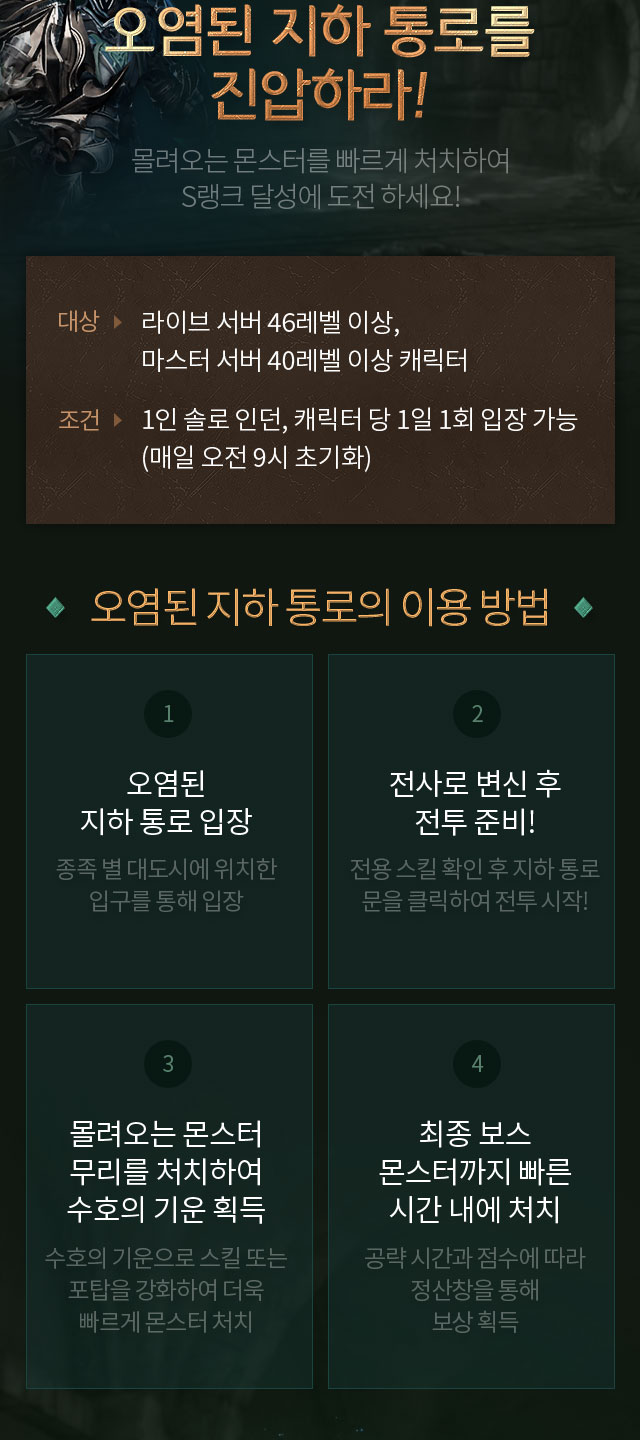 오염된 지하 통로를
진압하라!
몰려오는 몬스터를 빠르게 처치하여
S랭크 달성에 도전 하세요!
대상 라이브 서버 46레벨 이상,
마스터 서버 40레벨 이상 캐릭터
조건 1인 솔로 인던, 캐릭터 당 1일 1회 입장 가능
(매일 오전 9시 초기화)
오염된 지하 통로의 이용 방법
1
오염된
지하 통로 입장
종족 별 대도시에 위치한
입구를 통해 입장
2
전사로 변신 후
전투 준비!
전용 스킬 확인 후 지하 통로
문을 클릭하여 전투 시작!
3
몰려오는 몬스터
무리를 처치하여
수호의 기운 획득
수호의 기운으로 스킬 또는
포탑을 강화하여 더욱
빠르게 몬스터 처치
4
최종 보스
몬스터까지 빠른
시간 내에 처치
공략 시간과 점수에 따라
정산창을 통해
보상 획득